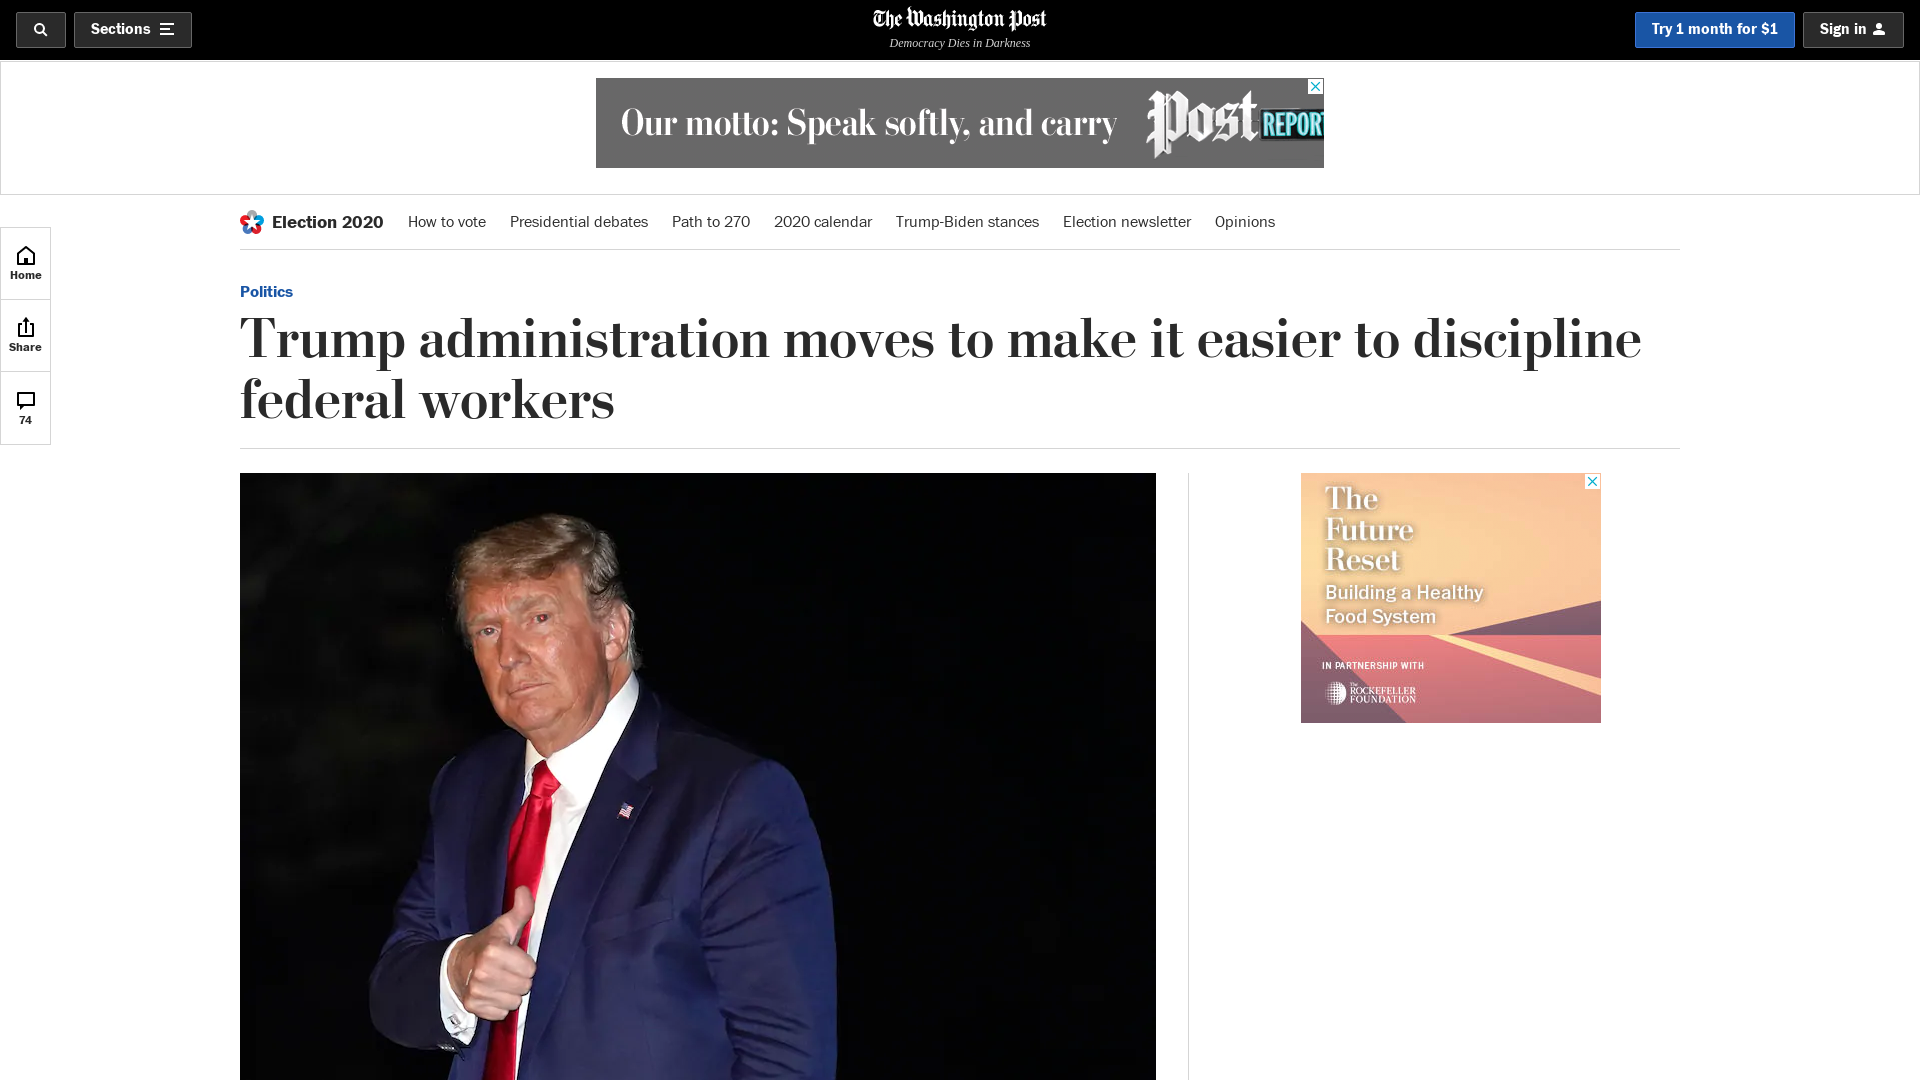 Sections
The Washington Post
Democracy Dies in Darkness
Try 1 month for $1
Sign in
Our motto: Speak softly, and carry
Post REPORT
Election 2020
How to vote
Presidential debates
Path to 270
2020 calendar
Trump-Biden stances
Election newsletter
Opinions
Home
Share
74
Politics
Trump administration moves to make it easier to discipline
federal workers
The
Future
Reset
Building a Healthy
Food System
IN PARTNERSHIP WITH
The
ROCKEFELLER
FOUNDATION